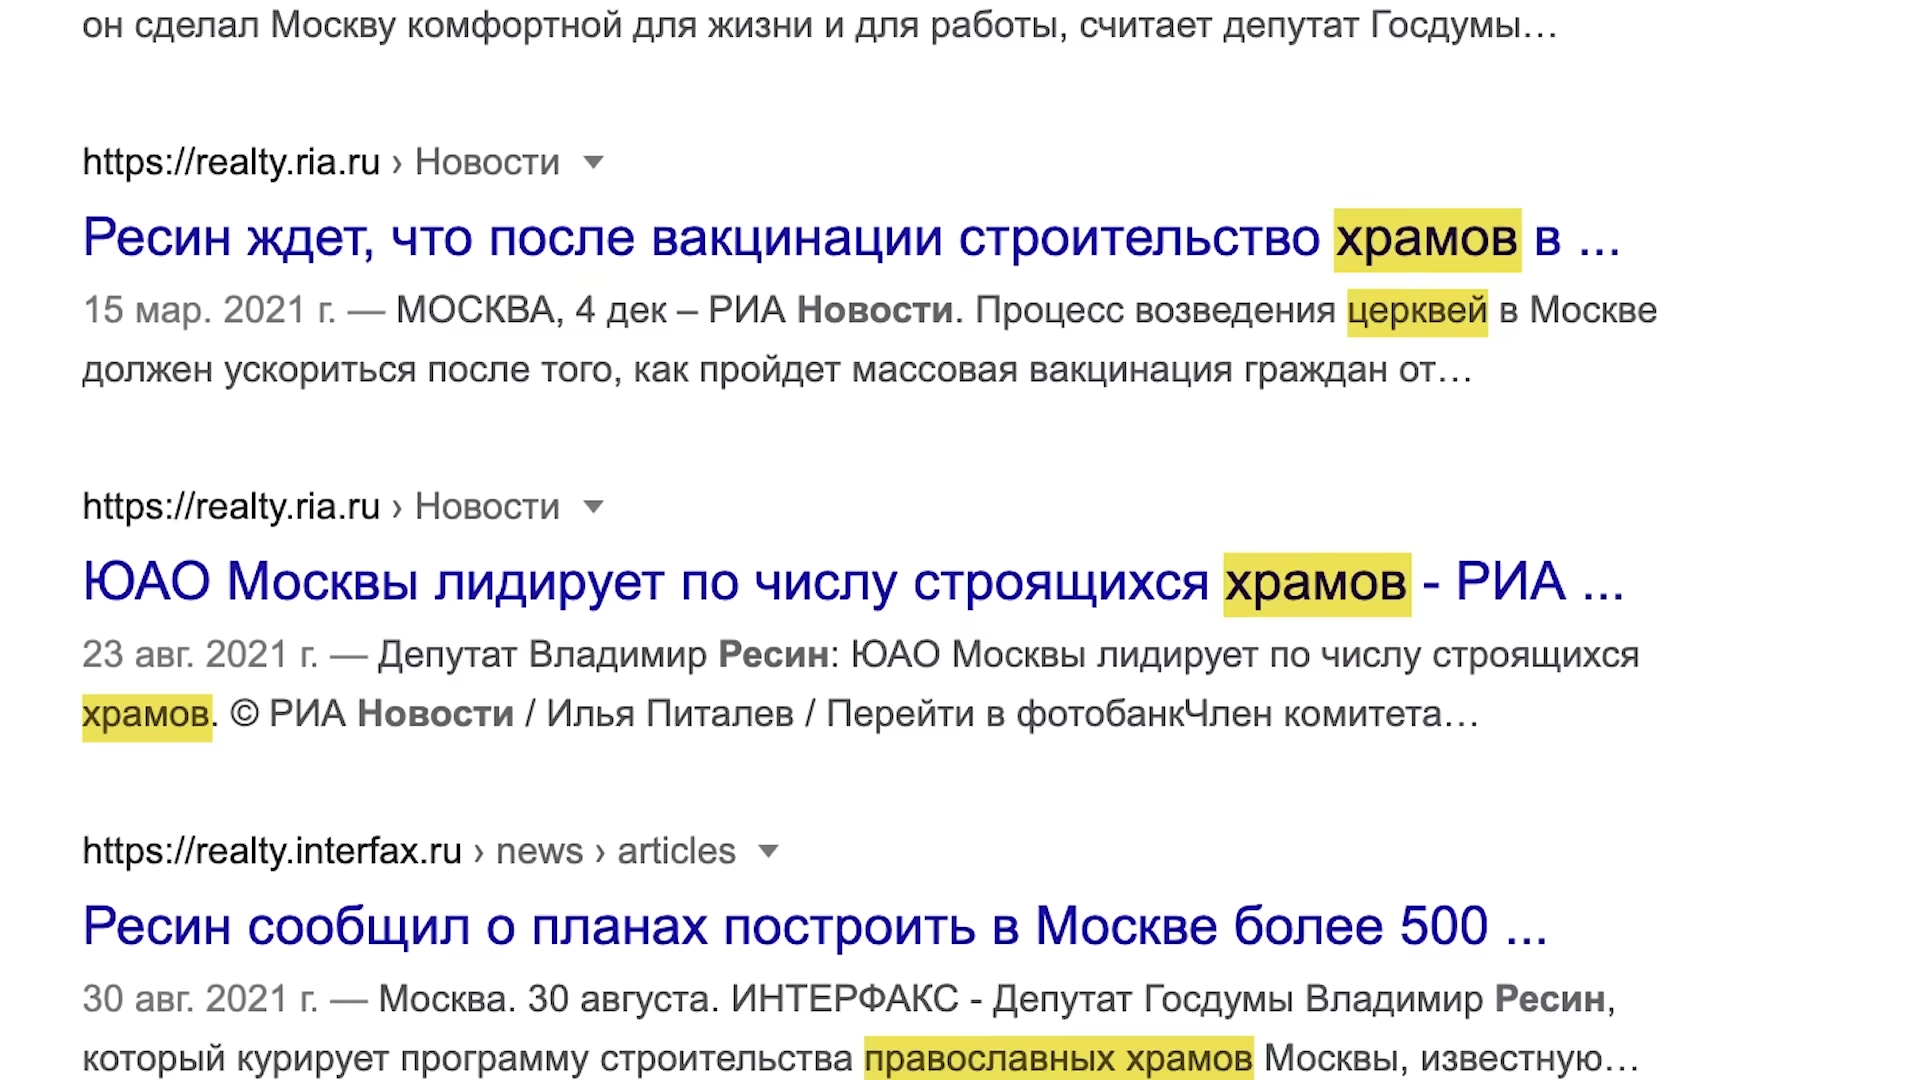 он сделал Москву комфортной для жизни и для работы, считает депутат Госдумы...
https://realty.ria.ru › Новости
Ресин ждет, что после вакцинации строительство храмов в ...
15 мар. 2021 г. — МОСКВА, 4 дек – РИА Новости. Процесс возведения церквей в Москве
должен ускориться после того, как пройдет массовая вакцинация граждан от...
https://realty.ria.ru › Новости
ЮАО Москвы лидирует по числу строящихся храмов - РИА ...
23 авг. 2021 г. — Депутат Владимир Ресин: ЮАО Москвы лидирует по числу строящихся
храмов. © РИА Новости / Илья Питалев / Перейти в фотобанкЧлен комитета...
https://realty.interfax.ru › news › articles
Ресин сообщил о планах построить в Москве более 500 ...
30 авг. 2021 г. — Москва. 30 августа. ИНТЕРФАКС - Депутат Госдумы Владимир Ресин,
который курирует программу строительства православных храмов Москвы, известную...